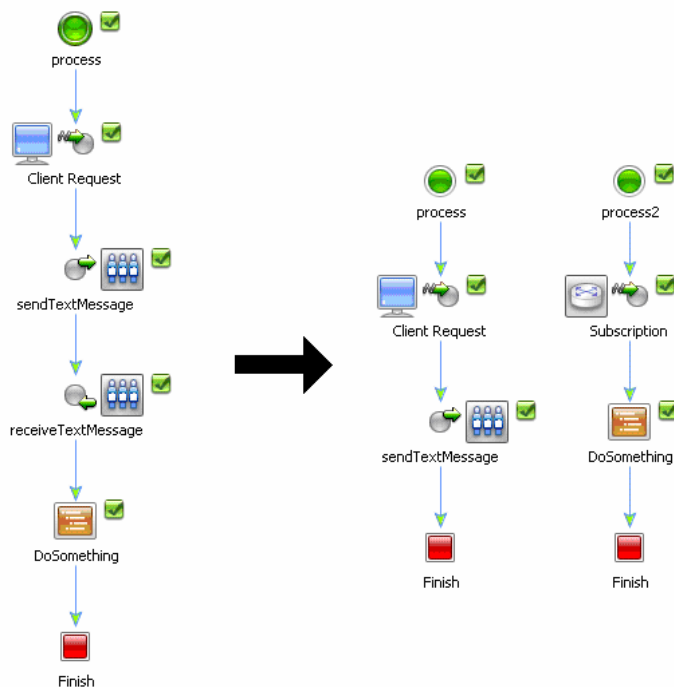 process
Client Request
sendTextMessage
receiveTextMessage
DoSomething
Finish
process
Client Request
sendTextMessage
Finish
process2
Subscription
DoSomething
Finish